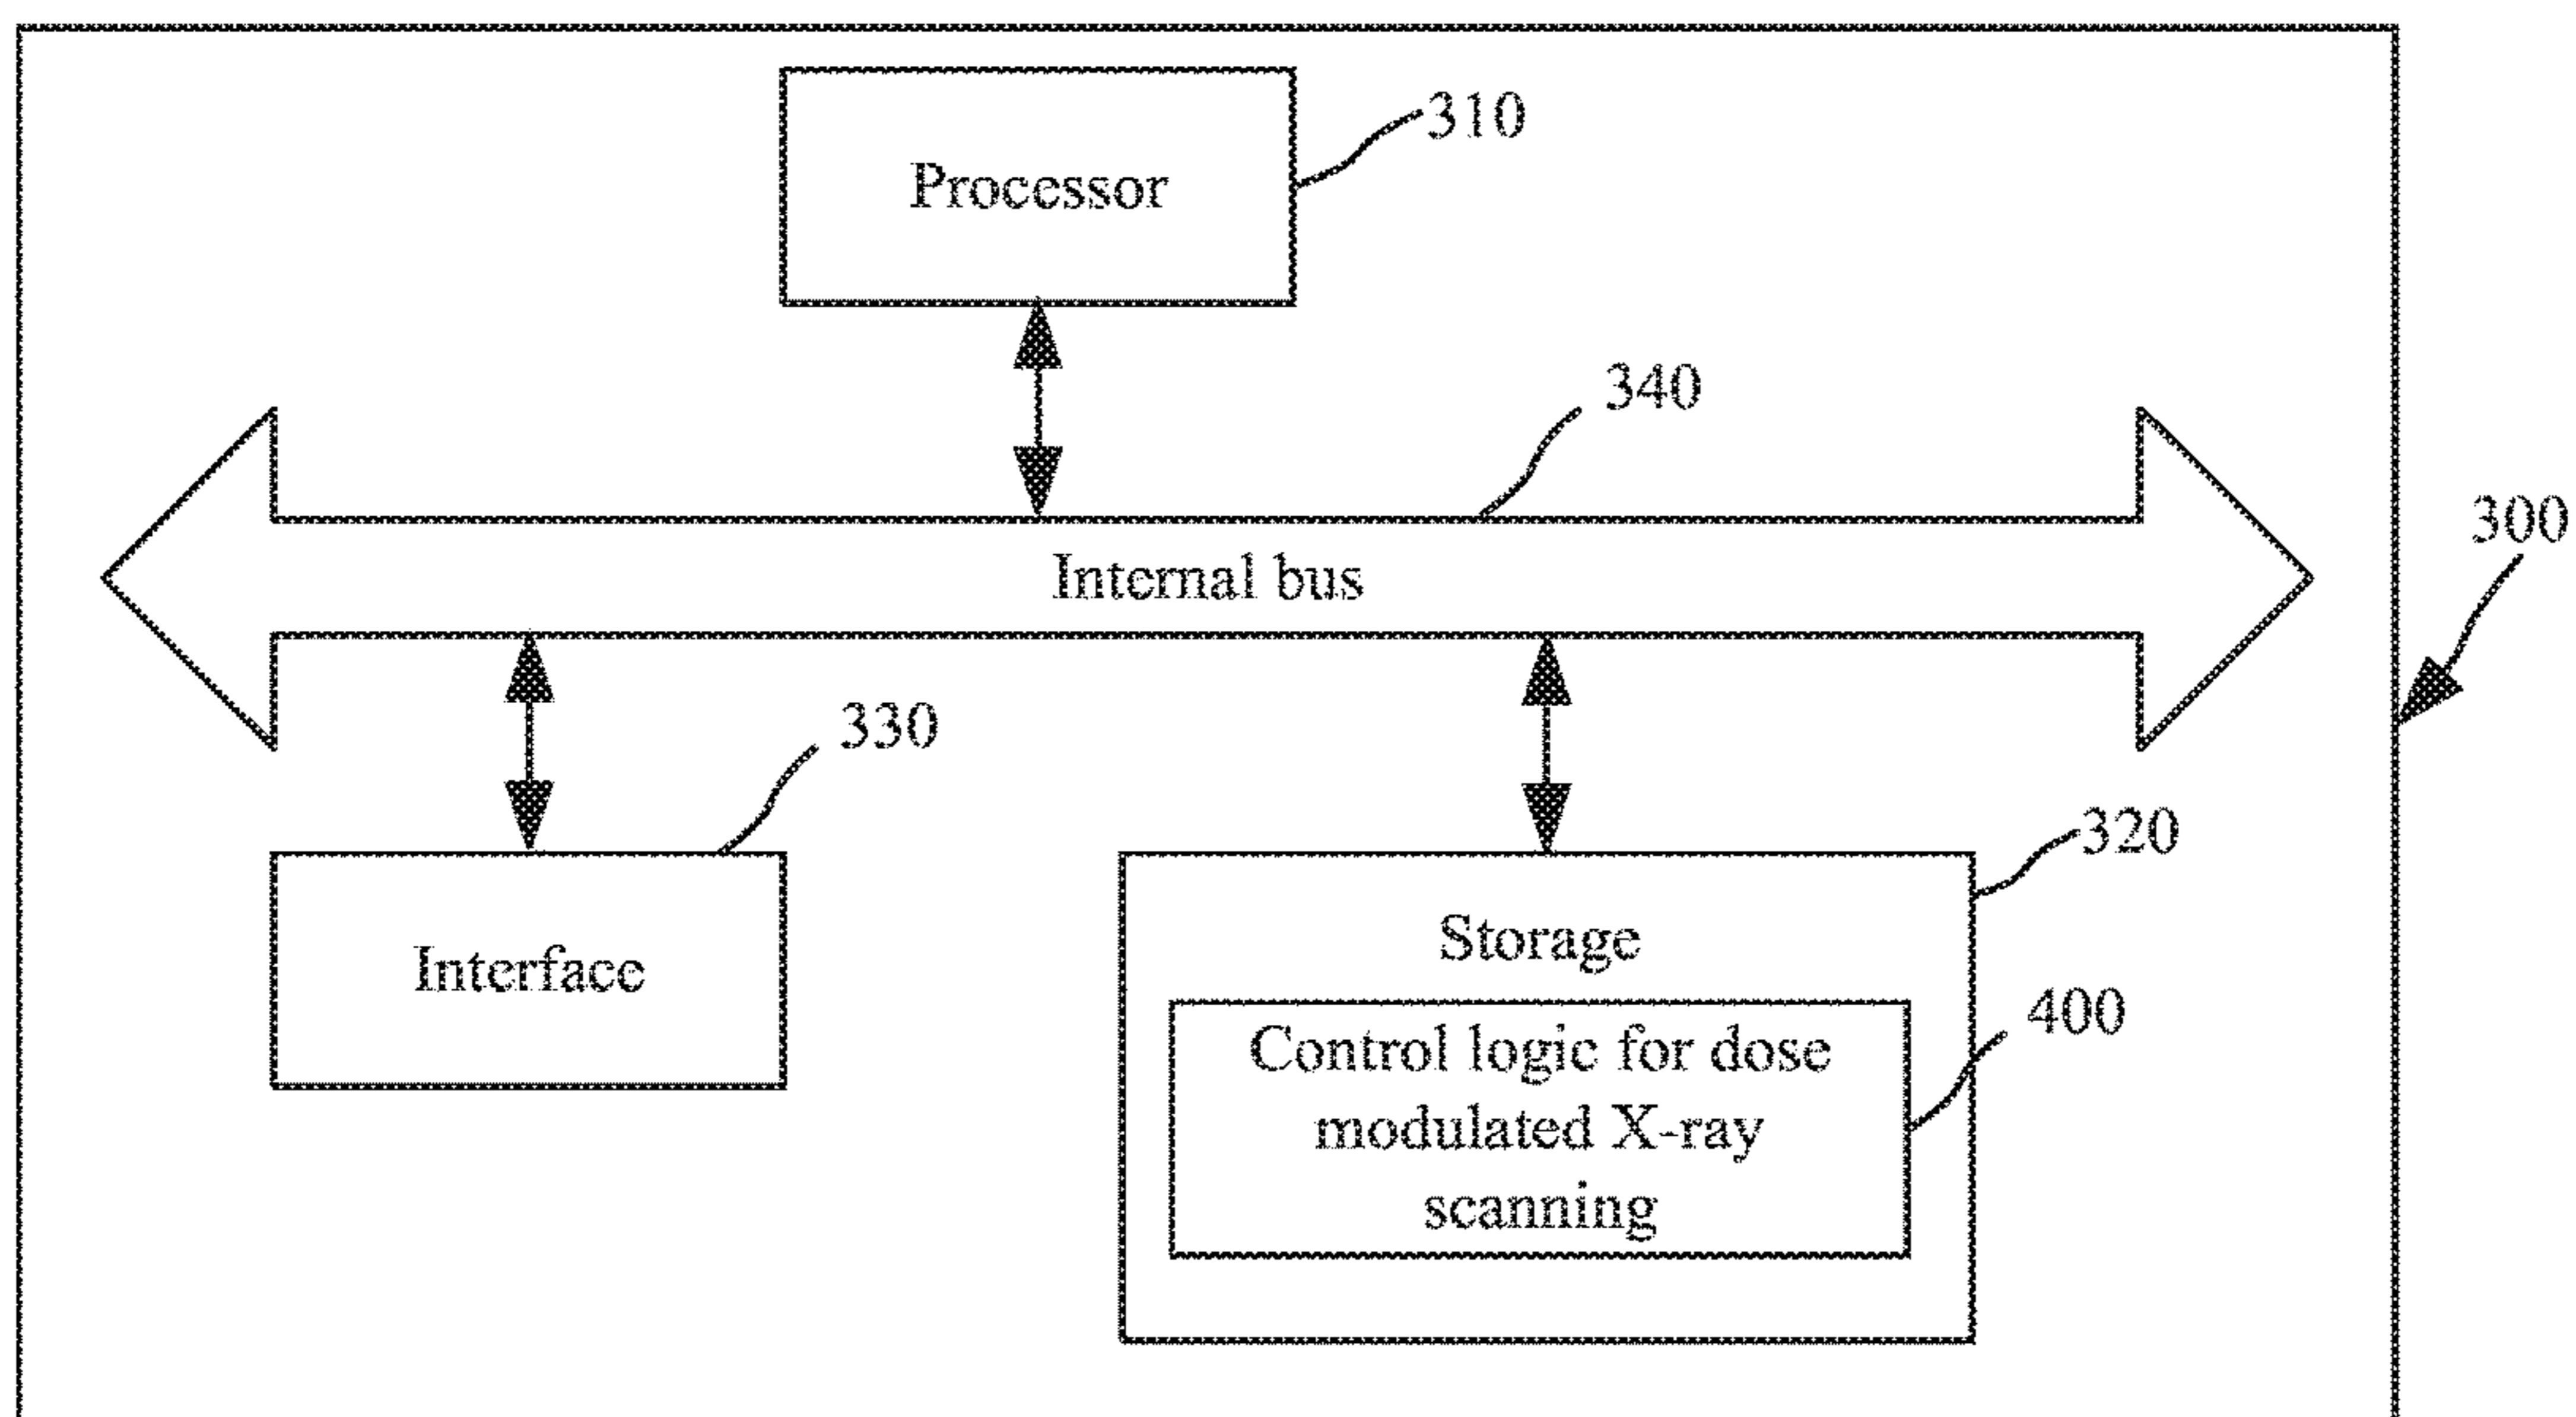 310
Processor
340
300
Internal bus
330
320
Interface
Storage
400
Control logic for dose
modulated X-ray
scanning